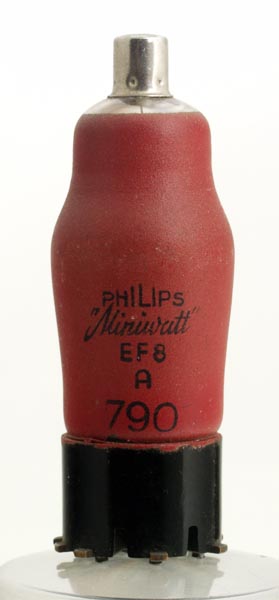 PHILIPS
"Miniwatt"
EF8
A
790